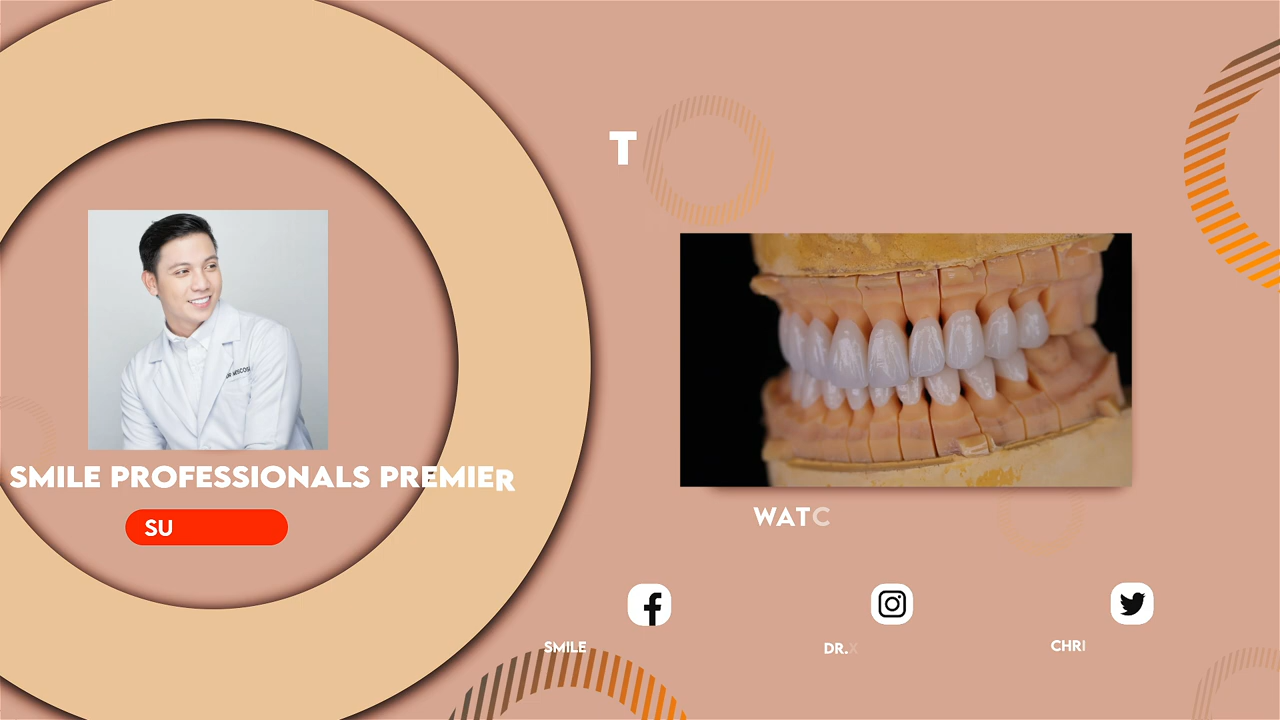 T
SMILE PROFESSIONALS PREMIER
SU
WATC
SMILE
DR.X
CHRI